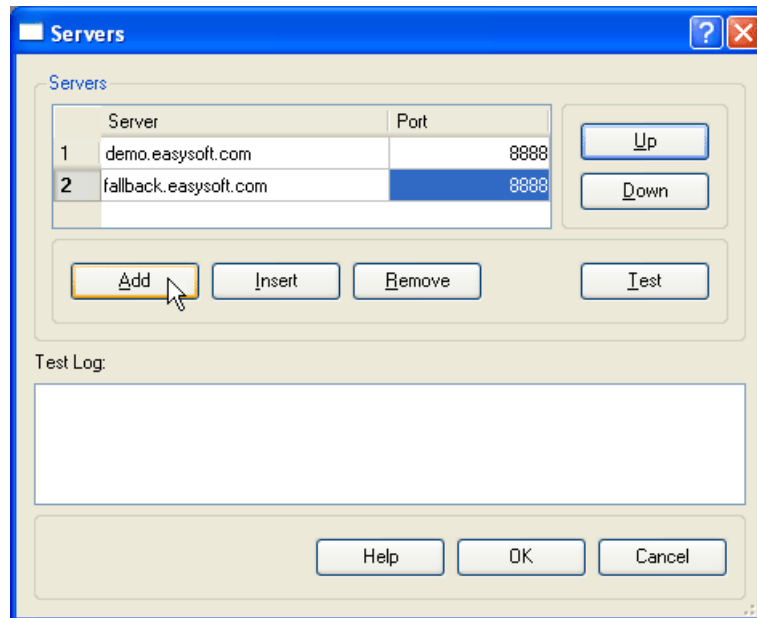 Servers
Servers
Server Port
1 demo.easysoft.com 8888
2 fallback.easysoft.com 8888
Up
Down
Add Insert Remove Test
Test Log:
Help OK Cancel